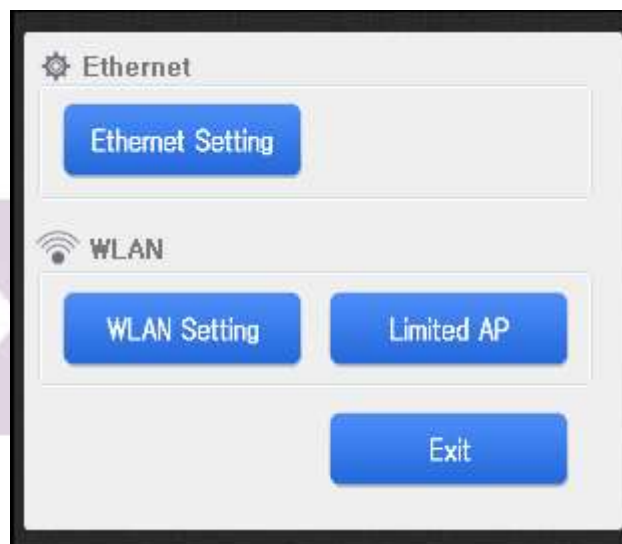 Ethernet
Ethernet Setting
WLAN
WLAN Setting
Limited AP
Exit